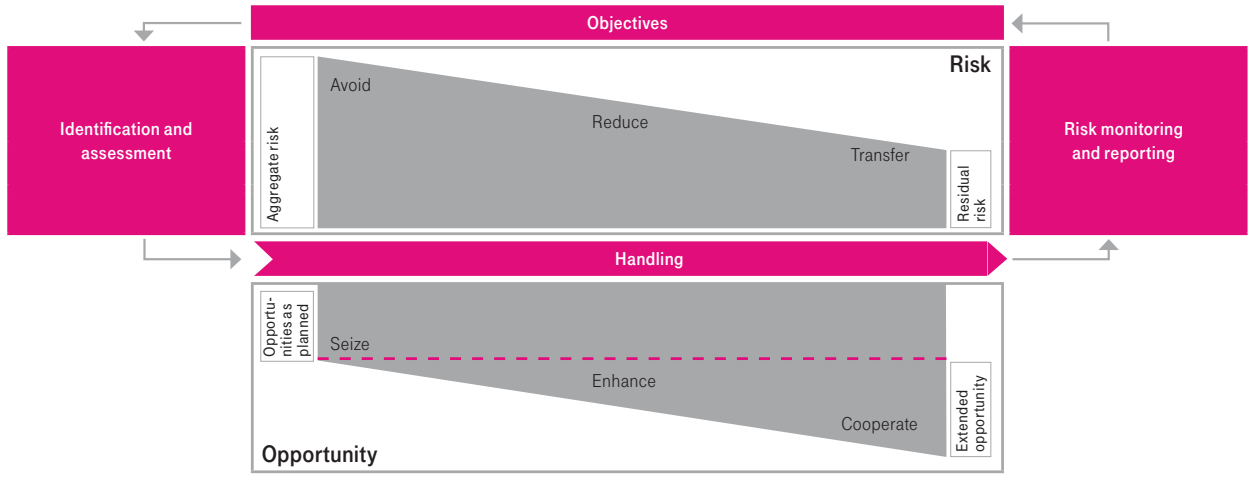 Objectives
Identification and
assessment
Risk
Aggregate risk
Avoid
Reduce
Transfer
Residual
risk
Risk monitoring
and reporting
Handling
Opportu-
nities as
planned
Seize
Enhance
Cooperate
Extended
opportunity
Opportunity